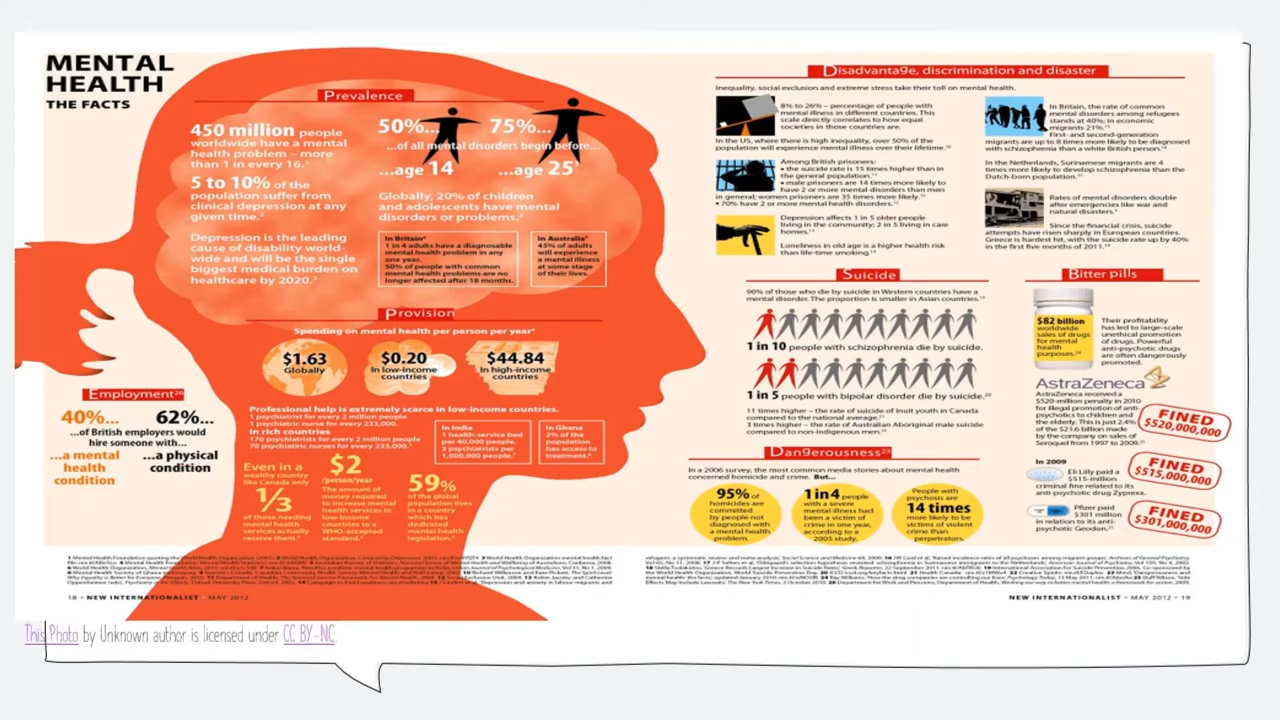 MENTAL
HEALTH
THE FACTS
Prevalence
450 million people
worldwide have a mental
health problem – more
than 1 in every 16.¹
5 to 10% of the
population suffer from
clinical depression at any
given time.²
Depression is the leading
cause of disability world-
wide and will be the single
biggest medical burden on
healthcare by 2020.³
50%... 75%...
...of all mental disorders begin before...
...age 14 ...age 25
Globally, 20% of children
and adolescents have mental
disorders or problems.
In Britain
1 in 4 adults have a diagnosable
mental health problem in any
one year.
50% of people with common
mental health problems are no
longer affected after 18 months.
In Australia
45% of adults
will experience
a mental illness
at some stage
of their lives.
Provision
Spending on mental health per person per year
$1.63
Globally
$0.20
In low-income
countries
$44.84
In high-income
countries
Professional help is extremely scarce in low-income countries.
1 psychiatrist for every 2 million people
1 psychiatric nurse for every 233,000.
In rich countries
170 psychiatrists for every 2 million people
70 psychiatric nurses for every 233,000.
In India
1 health-service bed
per 40,000 people.
3 psychiatrists per
1,000,000 people.
In Ghana
2% of the
population
has access to
treatment.
Even in a
wealthy country
like Canada only
1/3
of those needing
mental health
services actually
receive them.
$2
/person/year
The amount of
money required
to increase mental
health services in
low-income
countries to a
WHO-accepted
standard.
59%
of the global
population lives
in a country
which has
dedicated
mental health
legislation.
Employment²⁶
40%... 62%...
...of British employers would
hire someone with...
...a mental
health
condition
...a physical
condition
Disadvantage, discrimination and disaster
Inequality, social exclusion and extreme stress take their toll on mental health.
8% to 26% – percentage of people with
mental illness in different countries. This
scale directly correlates to how equal
societies in those countries are.
In the US, where there is high inequality, over 50% of the
population will experience mental illness over their lifetime.
Among British prisoners:
• the suicide rate is 15 times higher than in
the general population.
• male prisoners are 14 times more likely to
have 2 or more mental disorders than men
in general; women prisoners are 35 times more likely.
• 70% have 2 or more mental health disorders.
Depression affects 1 in 5 older people
living in the community; 2 in 5 living in care
homes.
Loneliness in old age is a higher health risk
than life-time smoking.
In Britain, the rate of common
mental disorders among refugees
stands at 40%; in economic
migrants 21%.
First- and second-generation
migrants are up to 8 times more likely to be diagnosed
with schizophrenia than a white British person.
In the Netherlands, Surinamese migrants are 4
times more likely to develop schizophrenia than the
Dutch-born population.
Rates of mental disorders double
after emergencies like war and
natural disasters.
Since the financial crisis, suicide
attempts have risen sharply in European countries.
Greece is hardest hit, with the suicide rate up by 40%
in the first five months of 2011.
Suicide
90% of those who die by suicide in Western countries have a
mental disorder. The proportion is smaller in Asian countries.
1 in 10 people with schizophrenia die by suicide.
1 in 5 people with bipolar disorder die by suicide.
11 times higher – the rate of suicide of Inuit youth in Canada
compared to the national average.
3 times higher – the rate of Australian Aboriginal male suicide
compared to non-indigenous men.
Dangerousness²³
In a 2006 survey, the most common media stories about mental health
concerned homicide and crime. But...
95% of
homicides are
committed
by people not
diagnosed with
a mental health
problem.
1 in 4 people
with a severe
mental illness
had been a
victim of
crime in one year,
according to a
2005 study.
People with
psychosis are
14 times
more likely to
be victims of violent
crime than
perpetrators.
Bitter pills
$82 billion
worldwide
sales of drugs
for mental
health
purposes.
Their profitability
has led to large-scale
unethical promotion
of drugs. Powerful
anti-psychotic drugs
are often dangerously
promoted.
AstraZeneca
AstraZeneca received a
$520-million penalty in 2010
for illegal promotion of anti-
psychotics to children and
the elderly. This is just 2.4%
of the $21.6 billion made
by the company on sales of
Seroquel from 1997 to 2009.
FINED
$520,000,000
In 2009
Eli Lilly paid a
$515-million
criminal fine related to its
anti-psychotic drug Zyprexa.
FINED
$515,000,000
Pfizer paid
$301 million
in relation to its anti-
psychotic Geodon.
FINED
$301,000,000
18 – NEW INTERNATIONALIST – MAY 2012
NEW INTERNATIONALIST – MAY 2012 – 19
This Photo by Unknown author is licensed under CC BY-NC.